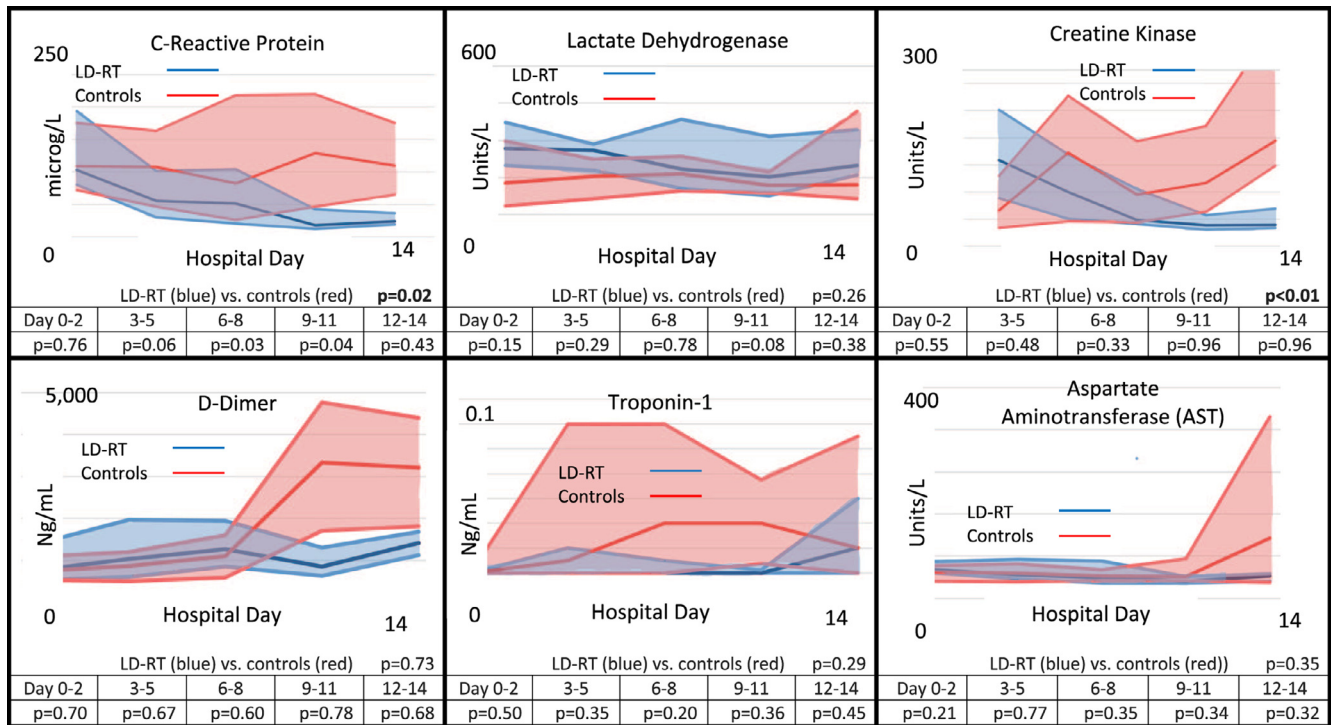 C-Reactive Protein
250
LD-RT
Controls
microg/L
0
14
Hospital Day
LD-RT (blue) vs. controls (red) p=0.02
Day 0-2 3-5 6-8 9-11 12-14
p=0.76 p=0.06 p=0.03 p=0.04 p=0.43
Lactate Dehydrogenase
600
LD-RT
Controls
Units/L
0
14
Hospital Day
LD-RT (blue) vs. controls (red) p=0.26
Day 0-2 3-5 6-8 9-11 12-14
p=0.15 p=0.29 p=0.78 p=0.08 p=0.38
Creatine Kinase
300
LD-RT
Controls
Units/L
0
14
Hospital Day
LD-RT (blue) vs. controls (red) p<0.01
Day 0-2 3-5 6-8 9-11 12-14
p=0.55 p=0.48 p=0.33 p=0.96 p=0.96
5,000
D-Dimer
LD-RT
Controls
Ng/mL
0
Hospital Day
14
LD-RT (blue) vs. controls (red) p=0.73
Day 0-2 3-5 6-8 9-11 12-14
p=0.70 p=0.67 p=0.60 p=0.78 p=0.68
Troponin-1
0.1
LD-RT
Controls
Ng/mL
0
Hospital Day
14
LD-RT (blue) vs. controls (red) p=0.29
Day 0-2 3-5 6-8 9-11 12-14
p=0.50 p=0.35 p=0.20 p=0.36 p=0.45
Aspartate
Aminotransferase (AST)
400
LD-RT
Controls
Units/L
0
Hospital Day
14
LD-RT (blue) vs. controls (red)) p=0.35
Day 0-2 3-5 6-8 9-11 12-14
p=0.21 p=0.77 p=0.35 p=0.34 p=0.32